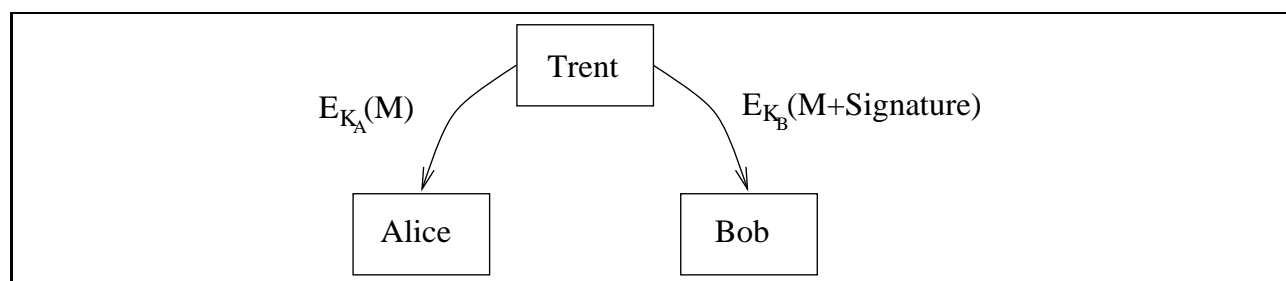 Trent
E_{K_A}(M)
E_{K_B}(M+Signature)
Alice
Bob